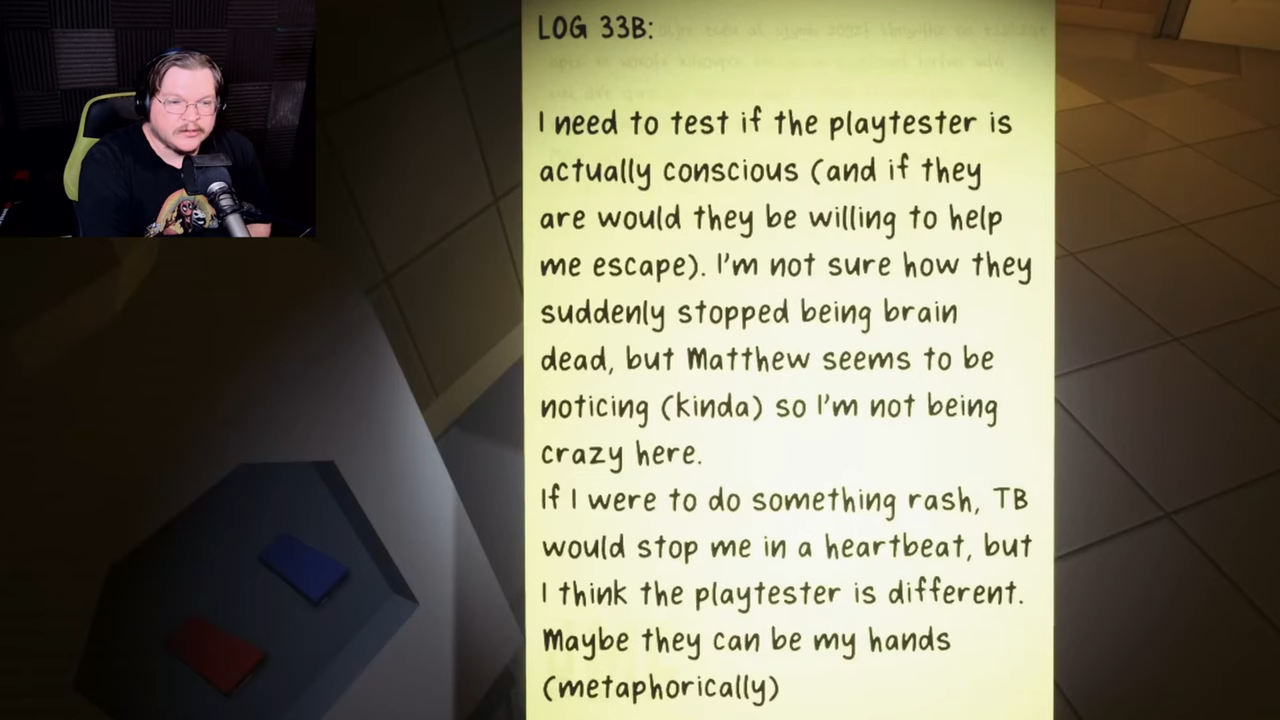 LOG 33B:
I need to test if the playtester is
actually conscious (and if they
are would they be willing to help
me escape). I'm not sure how they
suddenly stopped being brain
dead, but Matthew seems to be
noticing (kinda) so I'm not being
crazy here.
If I were to do something rash, TB
would stop me in a heartbeat, but
I think the playtester is different.
Maybe they can be my hands
(metaphorically)